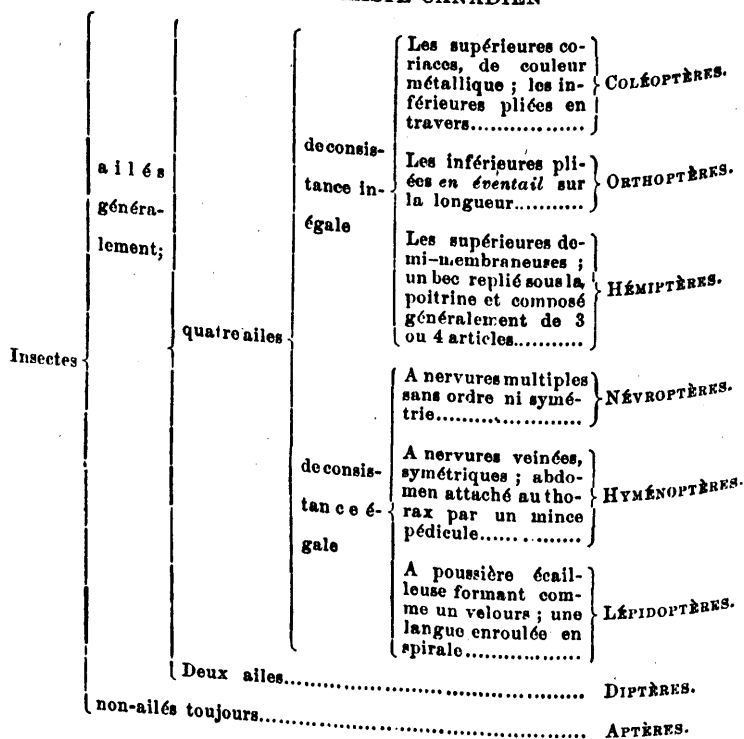 Les supérieures co-
riaces, de couleur
métallique ; les in-
férieures pliées en
travers................ COLÉOPTÈRES.
de consis-
tance in-
égale
Les inférieures pli-
ées en éventail sur
la longueur........... ORTHOPTÈRES.
ailés
généra-
lement;
Les supérieures de-
mi-membraneuses ;
un bec replié sous la
poitrine et composé
généralement de 3
ou 4 articles........... HÉMIPTÈRES.
quatre ailes
Insectes
A nervures multiples
sans ordre ni symé-
trie...................... NÉVROPTÈRES.
de consis-
tance é-
gale
A nervures veinées,
symétriques ; abdo-
men attaché au tho-
rax par un mince
pédicule............... HYMÉNOPTÈRES.
A poussière écail-
leuse formant com-
me un velours ; une
langue enroulée en
spirale................. LÉPIDOPTÈRES.
Deux ailes.................................................. DIPTÈRES.
non-ailés toujours...................................................... APTÈRES.